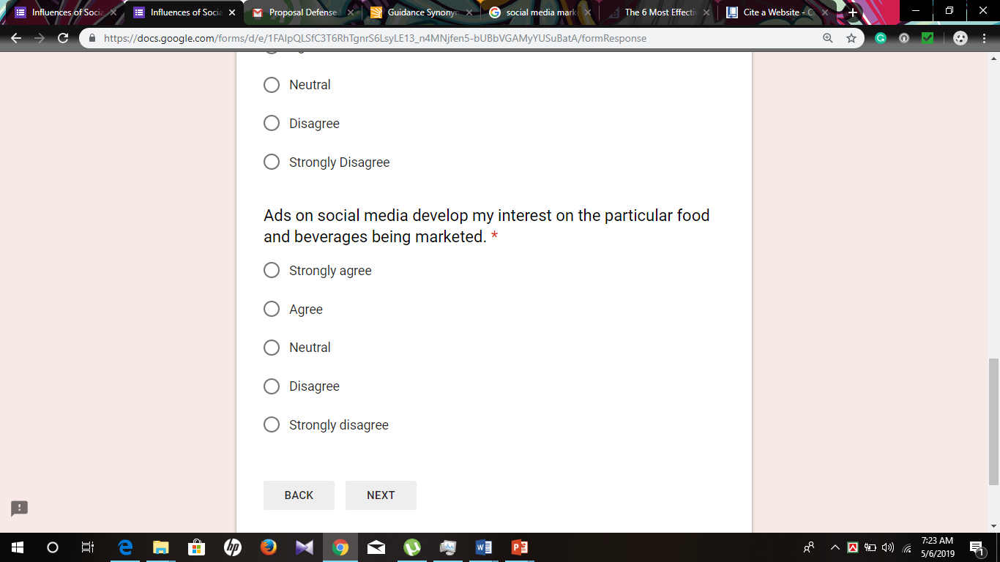 Influences of Socia
Influences of Socia
Proposal Defense
Guidance Synonym
social media mark
The 6 Most Effecti
Cite a Website - C
https://docs.google.com/forms/d/e/1FAIpQLSfC3T6RhTgnrS6LsyLE13_n4MNjfen5-bUBbVGAMyYUSuBatA/formResponse
Neutral
Disagree
Strongly Disagree
Ads on social media develop my interest on the particular food
and beverages being marketed. *
Strongly agree
Agree
Neutral
Disagree
Strongly disagree
BACK NEXT
7:23 AM
5/6/2019
1